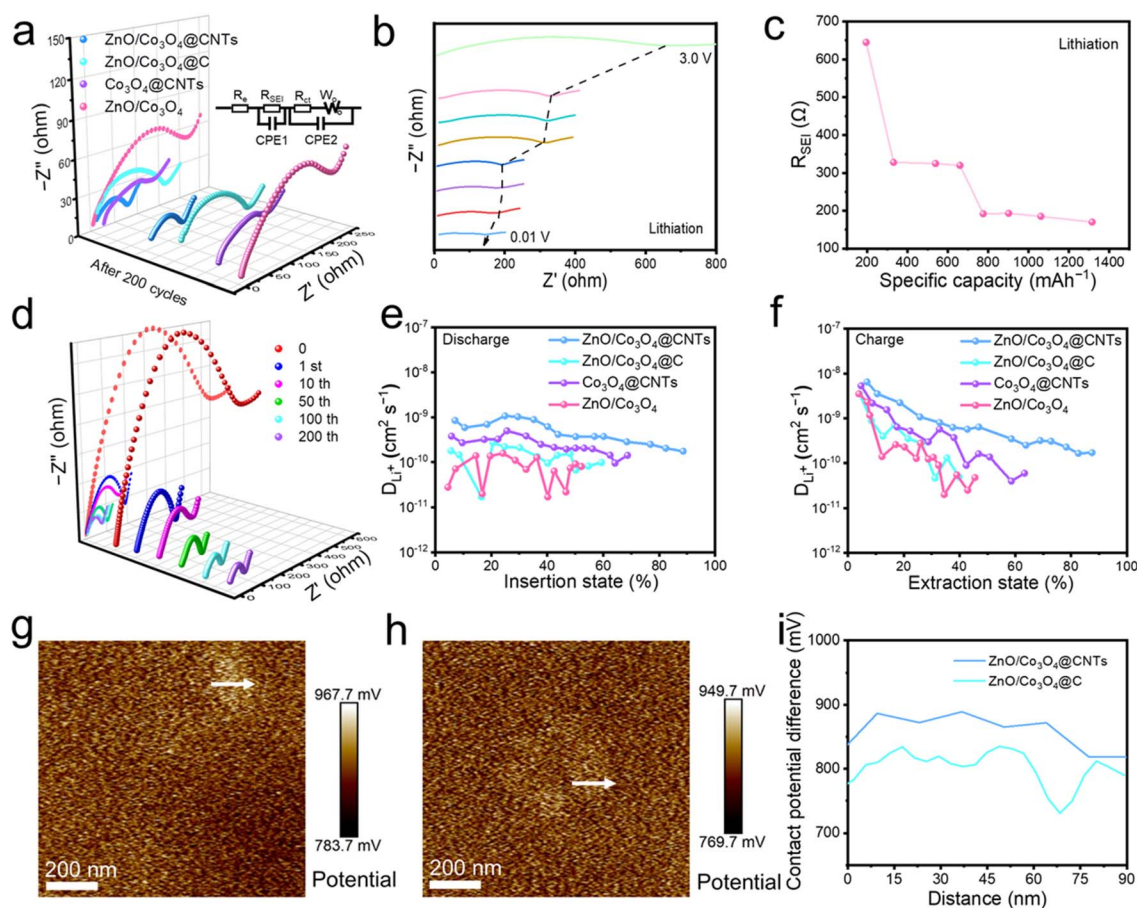 a
150
120
90
60
30
0
−Z″ (ohm)
ZnO/Co₃O₄@CNTs
ZnO/Co₃O₄@C
Co₃O₄@CNTs
ZnO/Co₃O₄
Rₑ R_SEI R_ct W₀
CPE1 CPE2
After 200 cycles
0 50 100 150 200 250
Z' (ohm)
b
−Z″ (ohm)
3.0 V
0.01 V
Lithiation
0 200 400 600 800
Z' (ohm)
c
Lithiation
700
600
500
400
300
200
100
R_SEI (Ω)
200 400 600 800 1000 1200 1400
Specific capacity (mAh⁻¹)
d
−Z″ (ohm)
0
1 st
10 th
50 th
100 th
200 th
0 100 200 300 400 500 600
Z' (ohm)
e
Discharge
ZnO/Co₃O₄@CNTs
ZnO/Co₃O₄@C
Co₃O₄@CNTs
ZnO/Co₃O₄
10⁻⁷
10⁻⁸
10⁻⁹
10⁻¹⁰
10⁻¹¹
10⁻¹²
D_Li⁺ (cm² s⁻¹)
0 20 40 60 80 100
Insertion state (%)
f
Charge
ZnO/Co₃O₄@CNTs
ZnO/Co₃O₄@C
Co₃O₄@CNTs
ZnO/Co₃O₄
10⁻⁷
10⁻⁸
10⁻⁹
10⁻¹⁰
10⁻¹¹
10⁻¹²
D_Li⁺ (cm² s⁻¹)
0 20 40 60 80 100
Extraction state (%)
g
200 nm
967.7 mV
783.7 mV
Potential
h
200 nm
949.7 mV
769.7 mV
Potential
i
ZnO/Co₃O₄@CNTs
ZnO/Co₃O₄@C
1000
900
800
700
Contact potential difference (mV)
0 15 30 45 60 75 90
Distance (nm)